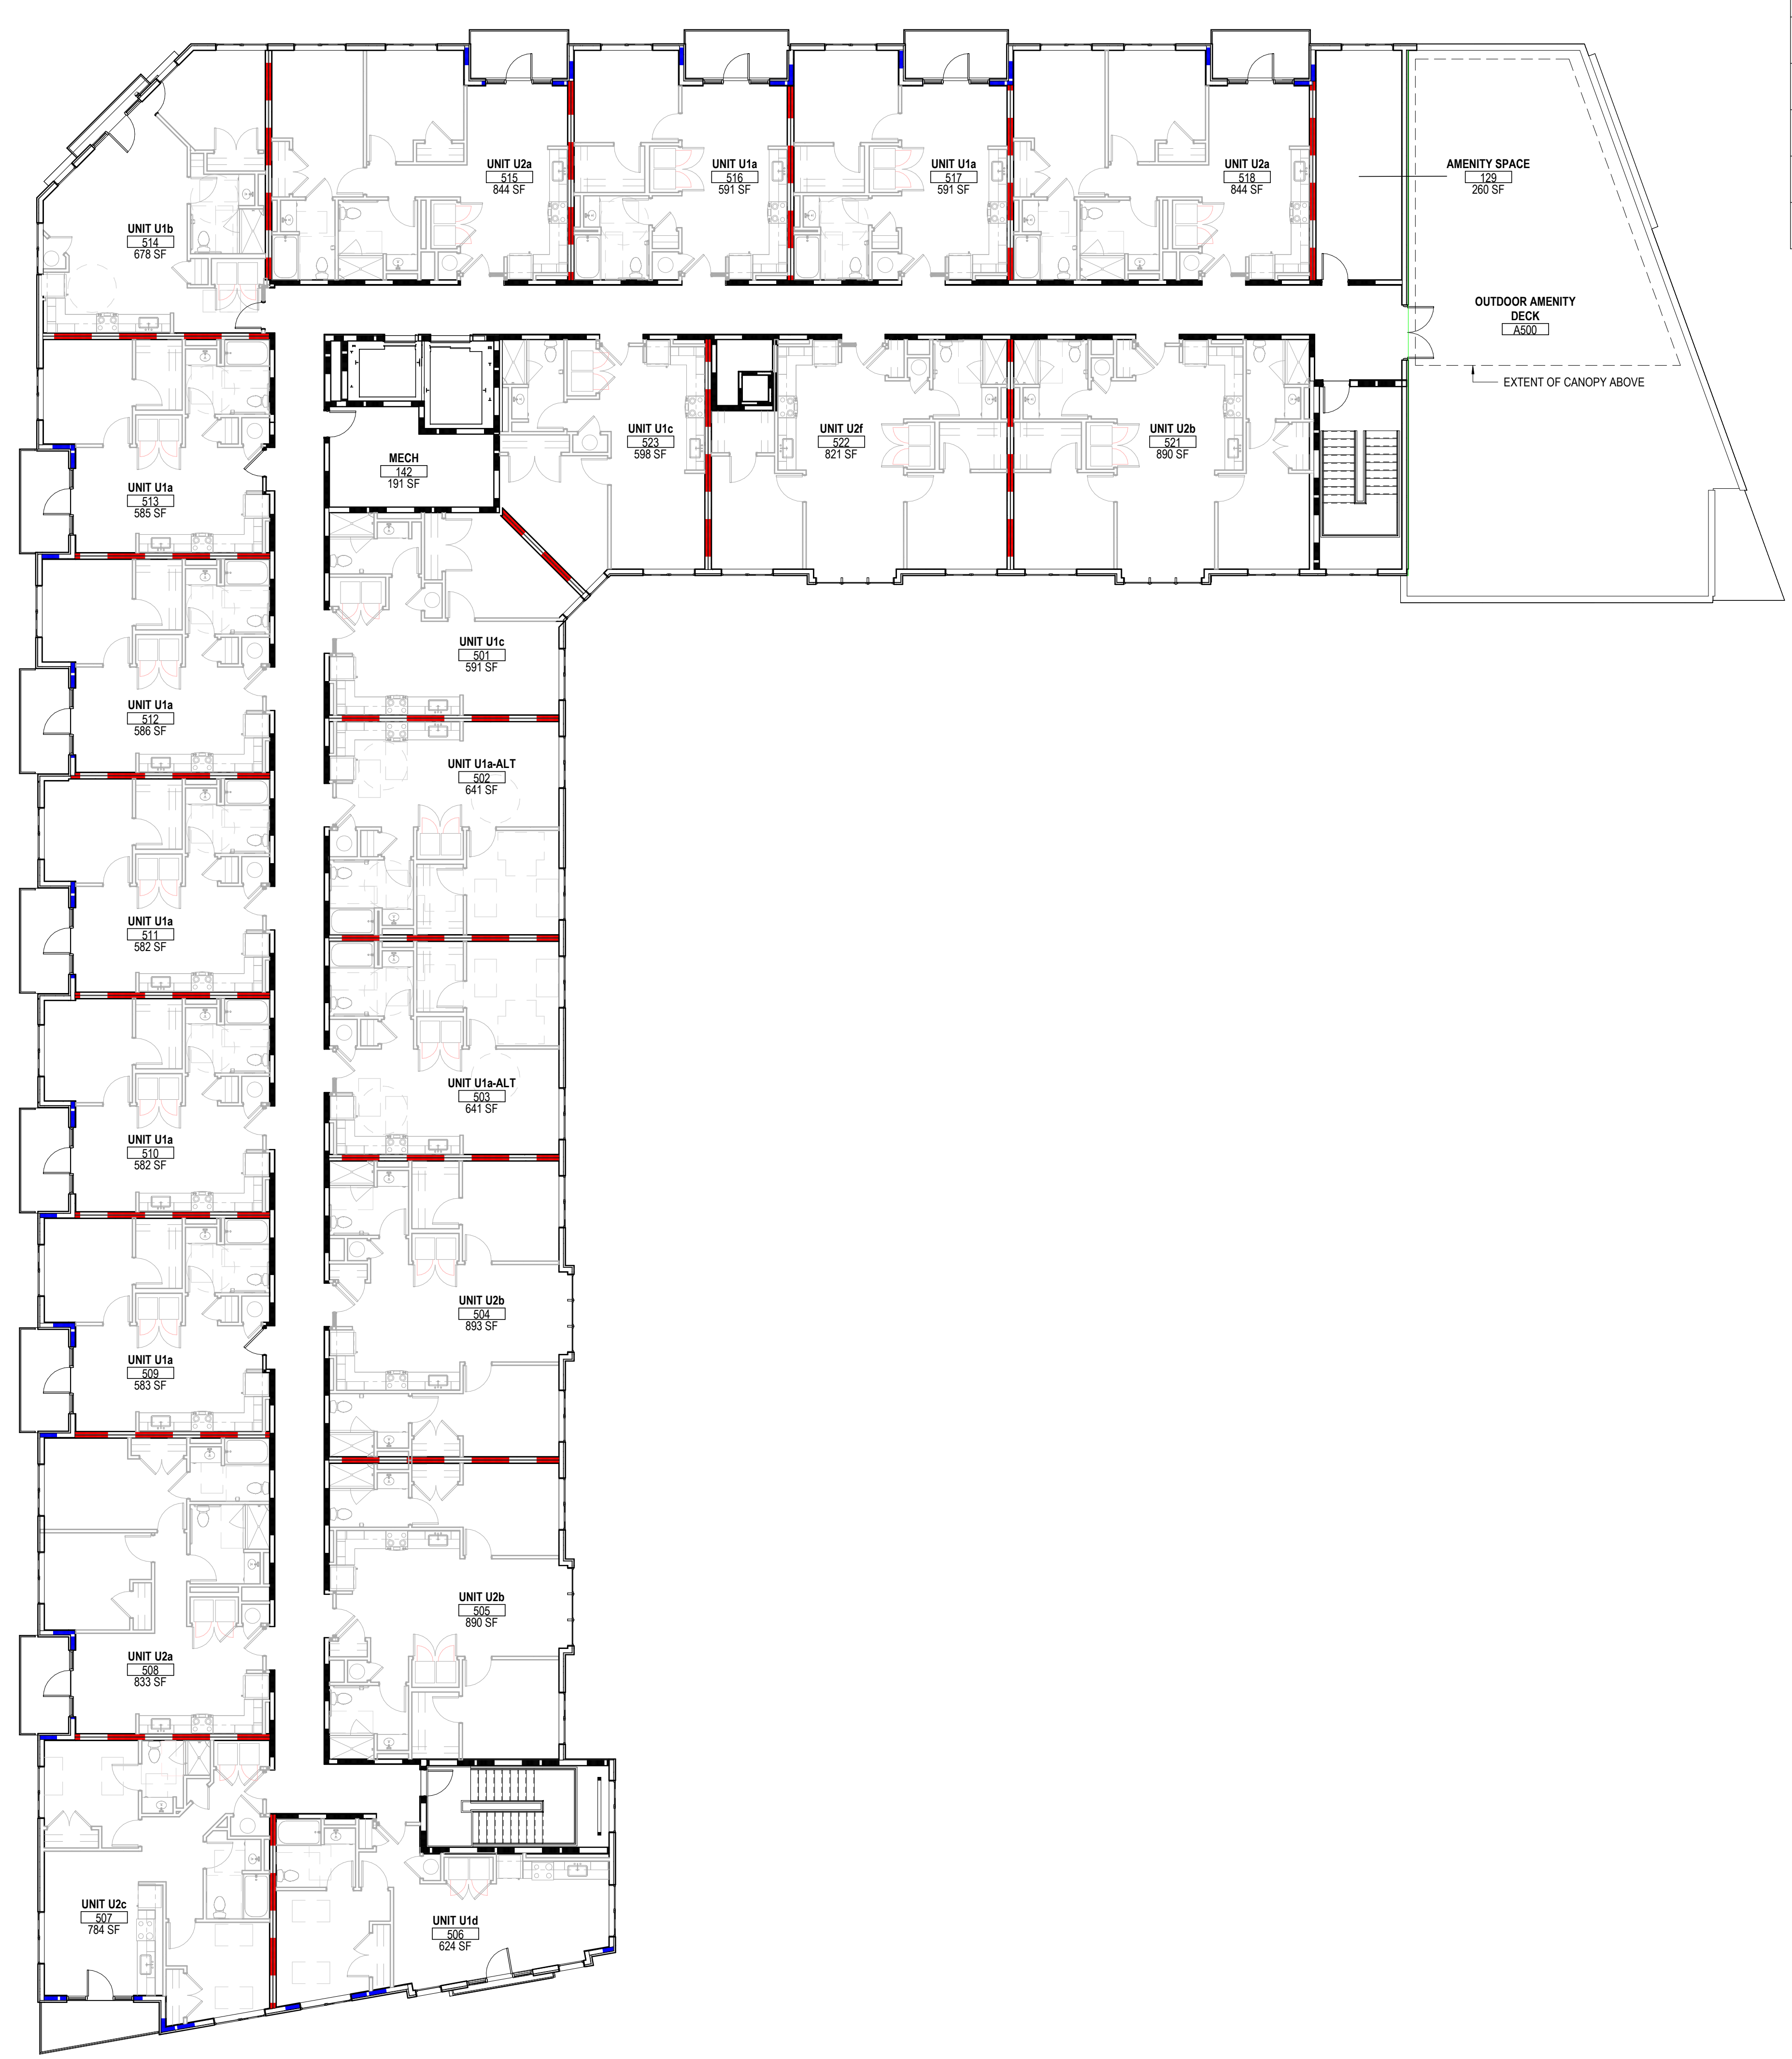 UNIT U2a
515
844 SF
UNIT U1a
516
591 SF
UNIT U1a
517
591 SF
UNIT U2a
518
844 SF
AMENITY SPACE
129
260 SF
UNIT U1b
514
678 SF
OUTDOOR AMENITY
DECK
A500
EXTENT OF CANOPY ABOVE
UNIT U1c
523
598 SF
UNIT U2f
522
821 SF
UNIT U2b
521
890 SF
MECH
142
191 SF
UNIT U1a
513
585 SF
UNIT U1c
501
591 SF
UNIT U1a
512
586 SF
UNIT U1a-ALT
502
641 SF
UNIT U1a
511
582 SF
UNIT U1a-ALT
503
641 SF
UNIT U1a
510
582 SF
UNIT U2b
504
893 SF
UNIT U1a
509
583 SF
UNIT U2b
505
890 SF
UNIT U2a
508
833 SF
UNIT U2c
507
784 SF
UNIT U1d
506
624 SF